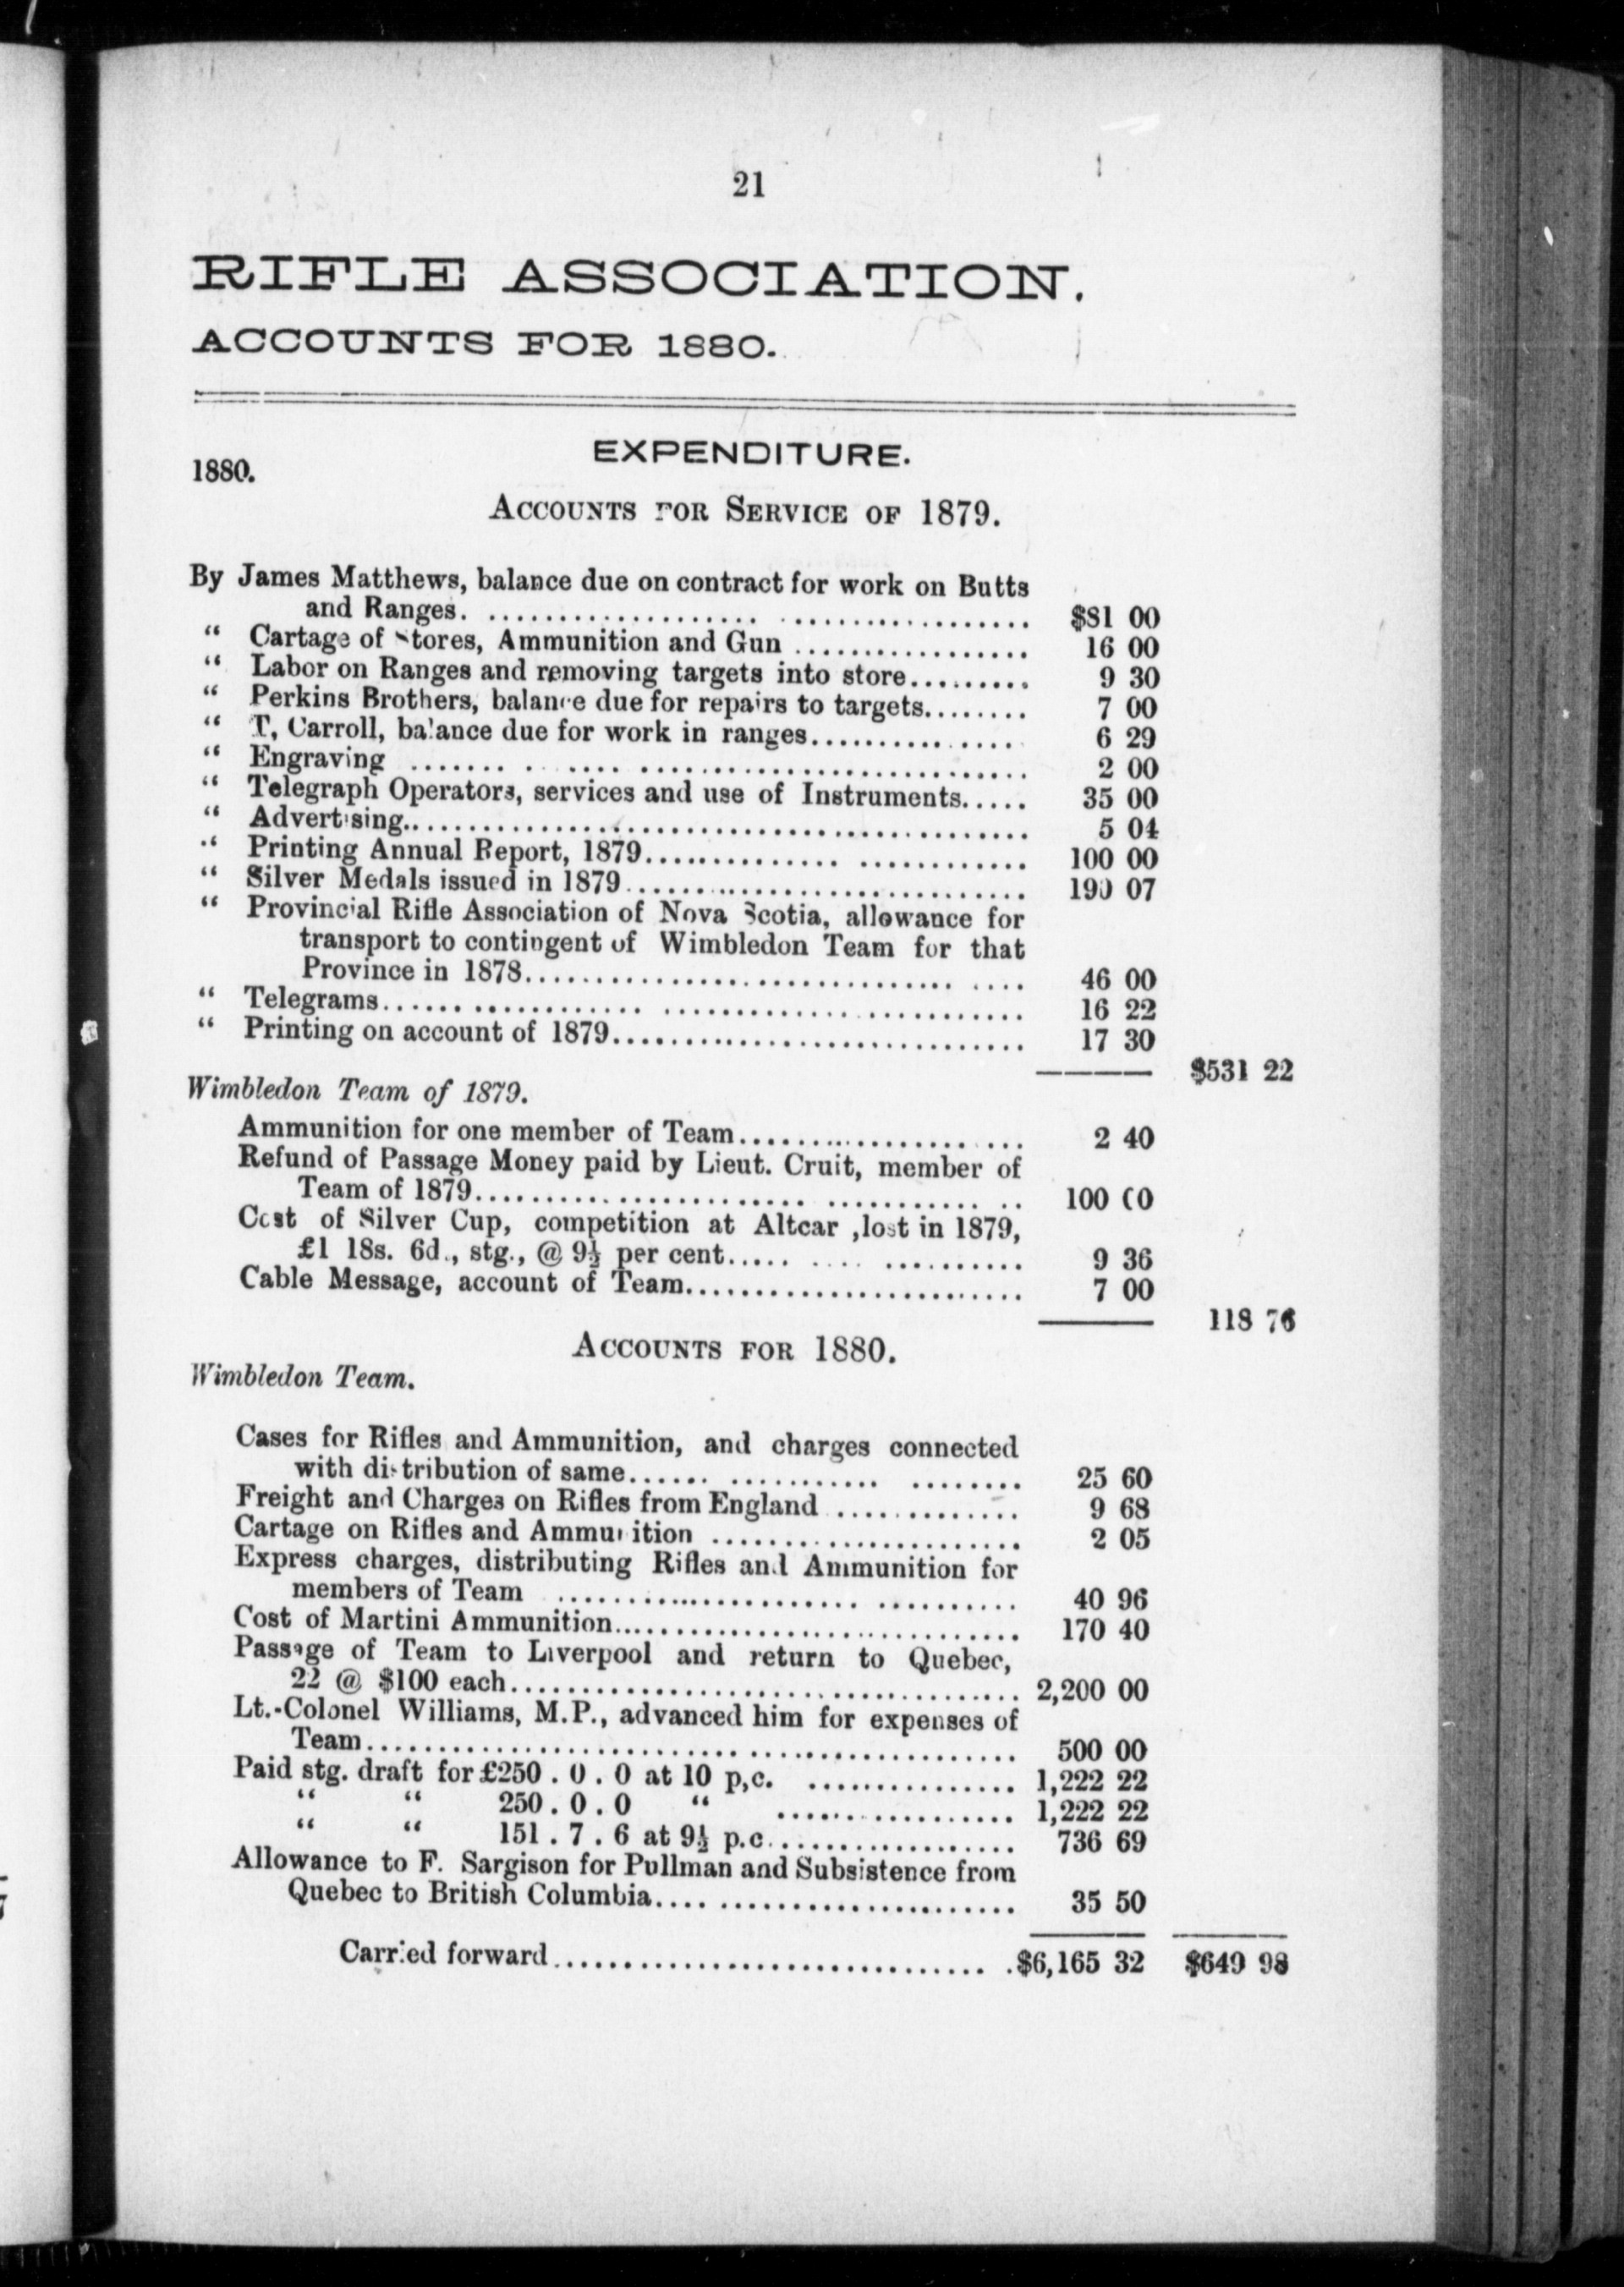 21
RIFLE ASSOCIATION.
ACCOUNTS FOR 1880.
EXPENDITURE.
1880.
ACCOUNTS FOR SERVICE OF 1879.
By James Matthews, balance due on contract for work on Butts
and Ranges. .................... .................. $81 00
“ Cartage of Stores, Ammunition and Gun ................. 16 00
“ Labor on Ranges and removing targets into store......... 9 30
“ Perkins Brothers, balance due for repairs to targets........ 7 00
“ T, Carroll, balance due for work in ranges.......... .... 6 29
“ Engraving ....... . .... ........................... 2 00
“ Telegraph Operators, services and use of Instruments..... 35 00
“ Advertising............................................ 5 04
“ Printing Annual Report, 1879.............. ............ 100 00
“ Silver Medals issued in 1879............................ 190 07
“ Provincial Rifle Association of Nova Scotia, allowance for
transport to contingent of Wimbledon Team for that
Province in 1878.............................. .... 46 00
“ Telegrams...... ............ ......................... 16 22
“ Printing on account of 1879............................. 17 30
$531 22
Wimbledon Team of 1879.
Ammunition for one member of Team................ ... 2 40
Refund of Passage Money paid by Lieut. Cruit, member of
Team of 1879....................... ........... .. 100 00
Cost of Silver Cup, competition at Altcar ,lost in 1879,
£1 18s. 6d., stg., @ 9½ per cent..... .... .......... 9 36
Cable Message, account of Team........................ 7 00
118 76
ACCOUNTS FOR 1880.
Wimbledon Team.
Cases for Rifles and Ammunition, and charges connected
with distribution of same...... ........... ........ 25 60
Freight and Charges on Rifles from England ............. 9 68
Cartage on Rifles and Ammunition ...................... 2 05
Express charges, distributing Rifles and Ammunition for
members of Team ..................... .......... 40 96
Cost of Martini Ammunition............................. 170 40
Passage of Team to Liverpool and return to Quebec,
22 @ $100 each.................................... 2,200 00
Lt.-Colonel Williams, M.P., advanced him for expenses of
Team.............................................. 500 00
Paid stg. draft for £250 . 0 . 0 at 10 p,c. ............... 1,222 22
“ “ 250 . 0 . 0 “ ................. 1,222 22
“ “ 151 . 7 . 6 at 9½ p.c.................. 736 69
Allowance to F. Sargison for Pullman and Subsistence from
Quebec to British Columbia.... ..................... 35 50
Carried forward............................... .$6,165 32 $649 98